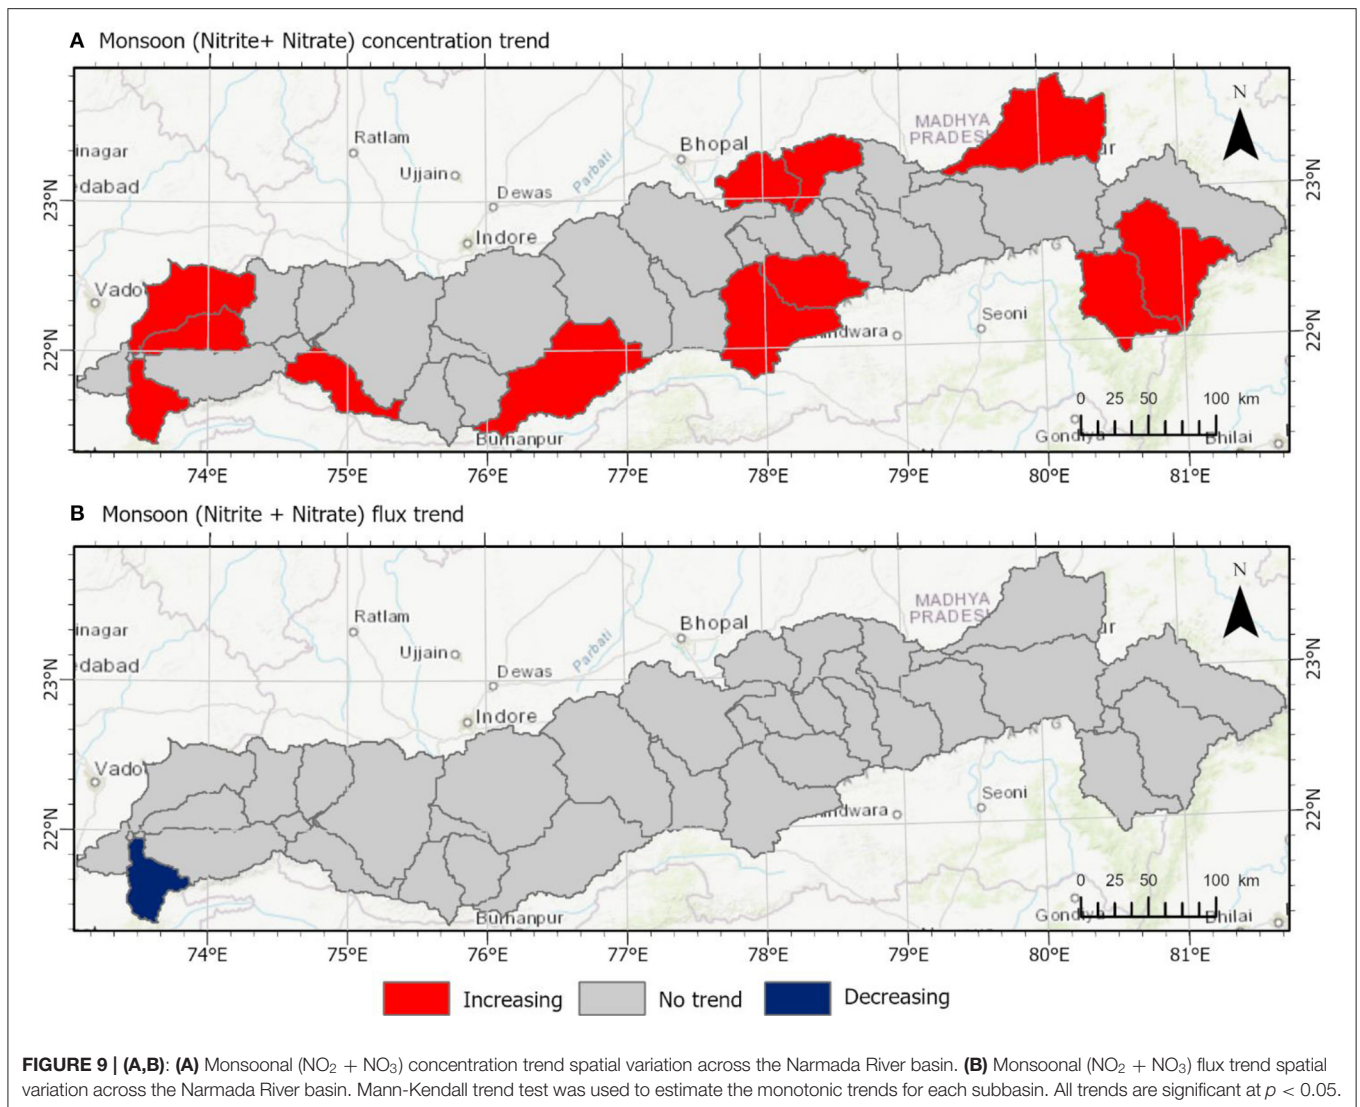 A Monsoon (Nitrite+ Nitrate) concentration trend
N
MADHYA
PRADESH
Ratlam
Bhopal
inagar
Ujjain
Parbati
edabad
Dewas
23°N
23°N
Indore
Vado
Seoni
ndwara
22°N
22°N
0 25 50 100 km
Burhanpur
Gondiya
Bhilai
74°E 75°E 76°E 77°E 78°E 79°E 80°E 81°E
B Monsoon (Nitrite + Nitrate) flux trend
N
MADHYA
PRADESH
Ratlam
Bhopal
inagar
Ujjain
Parbati
edabad
Dewas
23°N
23°N
Indore
Vado
Seoni
ndwara
22°N
22°N
0 25 50 100 km
Burhanpur
Gondiya
Bhilai
74°E 75°E 76°E 77°E 78°E 79°E 80°E 81°E
Increasing No trend Decreasing
FIGURE 9 | (A,B): (A) Monsoonal (NO2 + NO3) concentration trend spatial variation across the Narmada River basin. (B) Monsoonal (NO2 + NO3) flux trend spatial
variation across the Narmada River basin. Mann-Kendall trend test was used to estimate the monotonic trends for each subbasin. All trends are significant at p < 0.05.